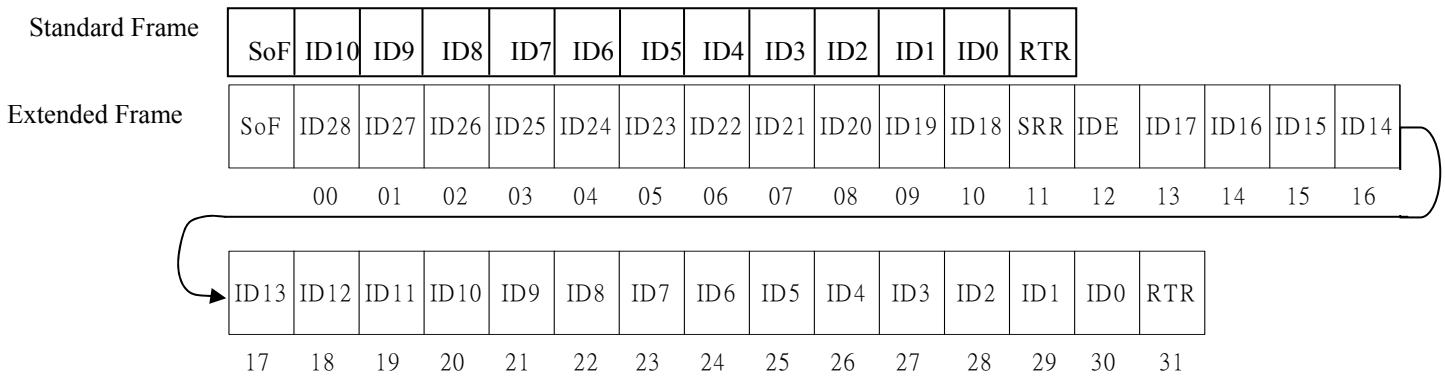 Standard Frame SoF ID10 ID9 ID8 ID7 ID6 ID5 ID4 ID3 ID2 ID1 ID0 RTR
Extended Frame SoF ID28 ID27 ID26 ID25 ID24 ID23 ID22 ID21 ID20 ID19 ID18 SRR IDE ID17 ID16 ID15 ID14
00 01 02 03 04 05 06 07 08 09 10 11 12 13 14 15 16
ID13 ID12 ID11 ID10 ID9 ID8 ID7 ID6 ID5 ID4 ID3 ID2 ID1 ID0 RTR
17 18 19 20 21 22 23 24 25 26 27 28 29 30 31